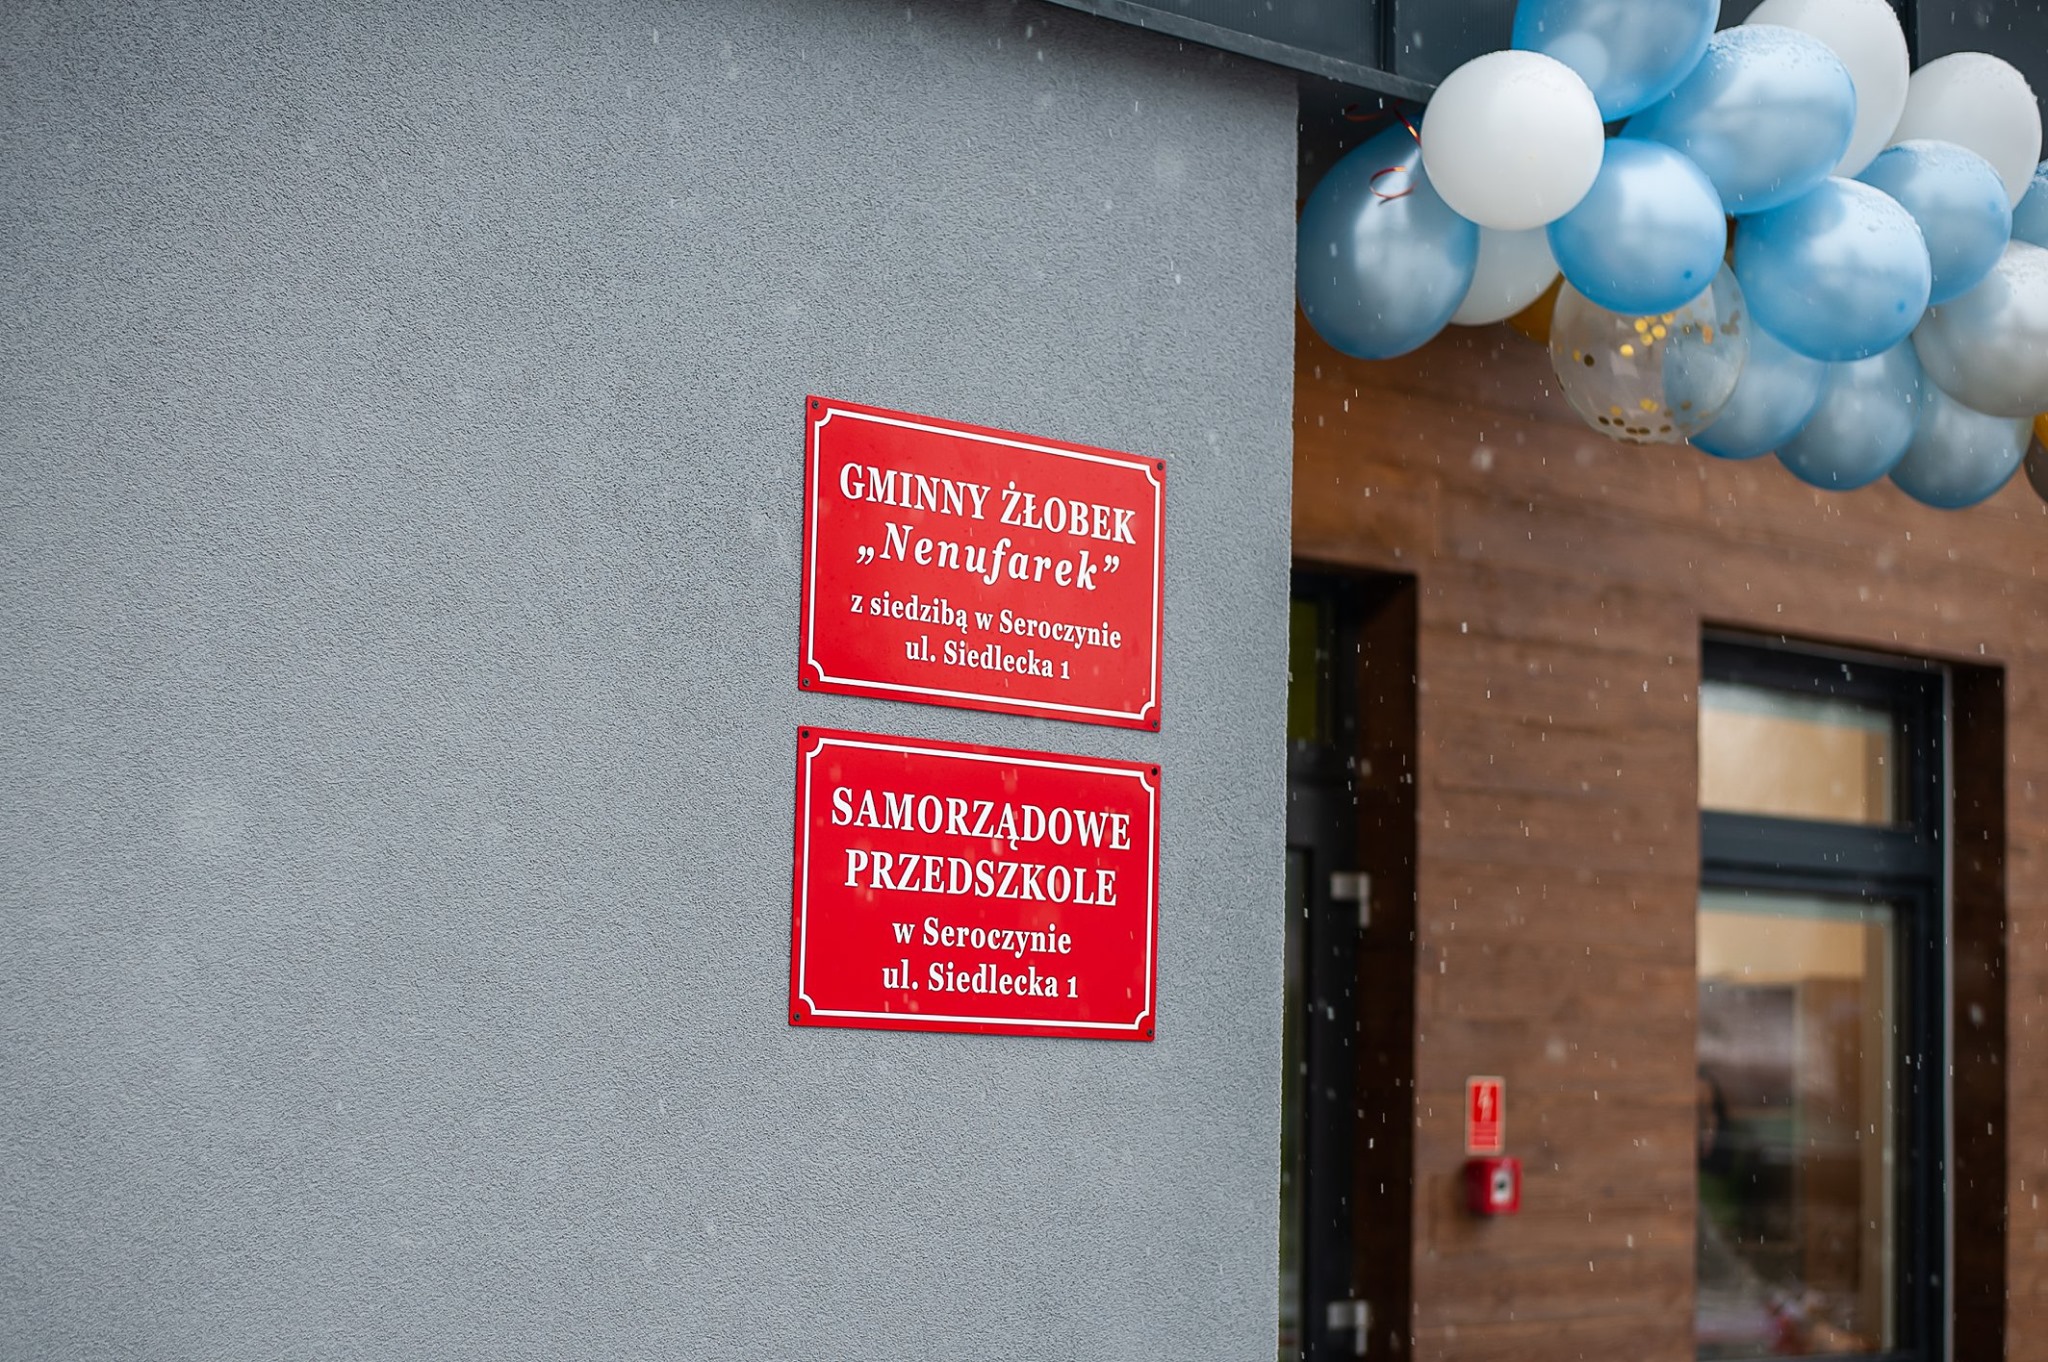 GMINNY ŻŁOBEK
„Nenufarek”
z siedzibą w Seroczynie
ul. Siedlecka 1
SAMORZĄDOWE
PRZEDSZKOLE
w Seroczynie
ul. Siedlecka 1